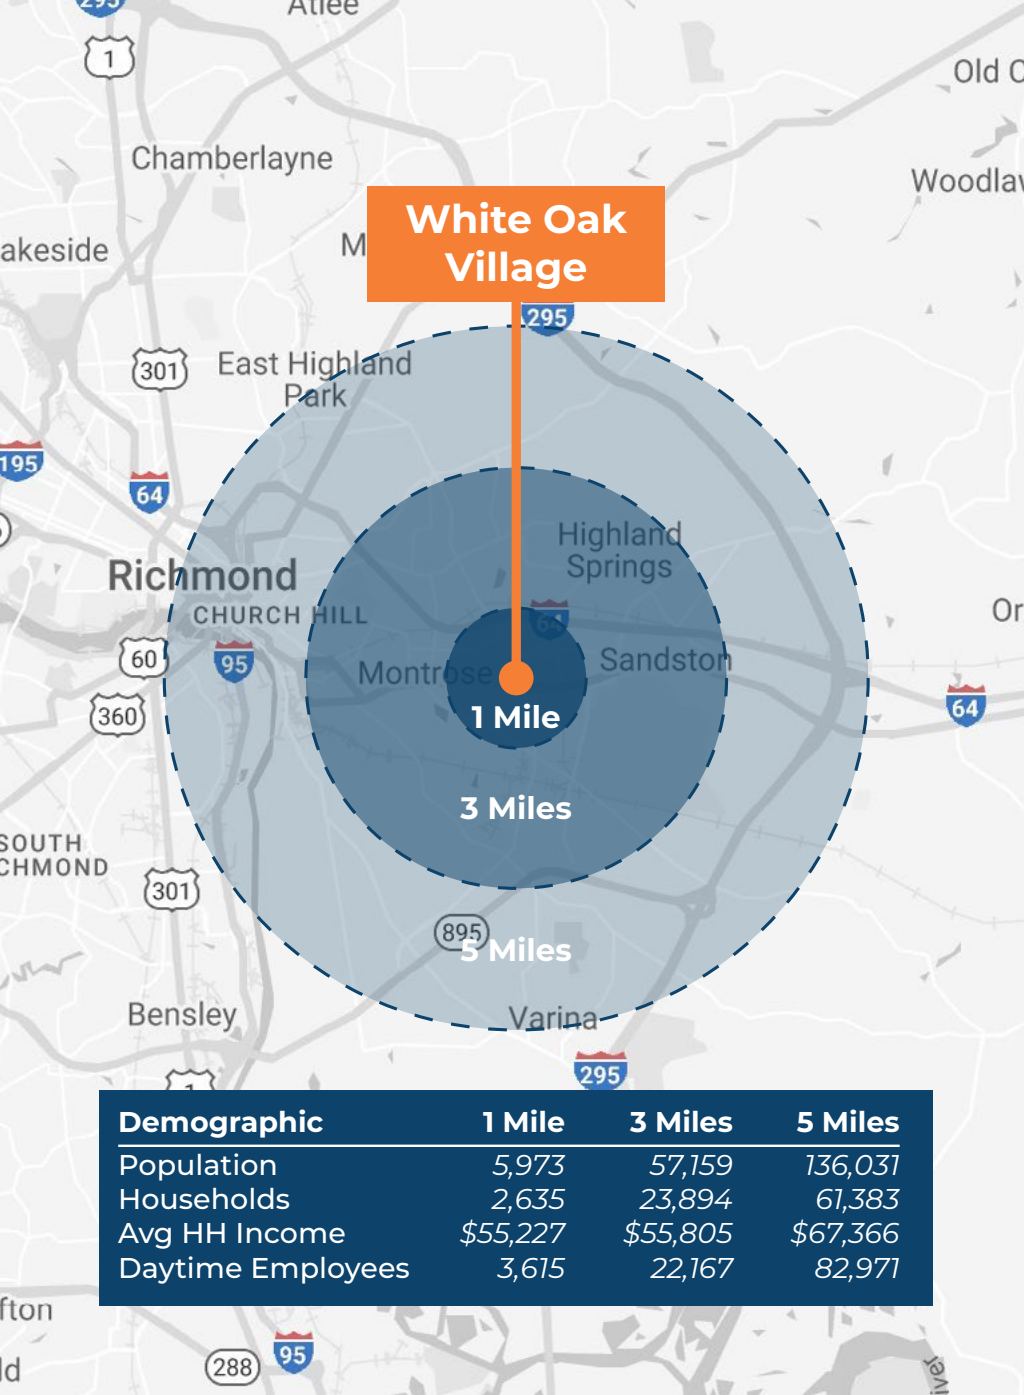 295
Atlee
1
Old C
Chamberlayne
Woodlaw
White Oak
Village
akeside
M
295
301
East Highland
Park
195
64
Highland
Springs
Richmond
CHURCH HILL
64
Or
60
95
Montrose
Sandston
360
1 Mile
64
3 Miles
SOUTH
CHMOND
301
895
5 Miles
Bensley
Varina
295
1
Demographic 1 Mile 3 Miles 5 Miles
Population 5,973 57,159 136,031
Households 2,635 23,894 61,383
Avg HH Income $55,227 $55,805 $67,366
Daytime Employees 3,615 22,167 82,971
fton
95
288
ld
iver